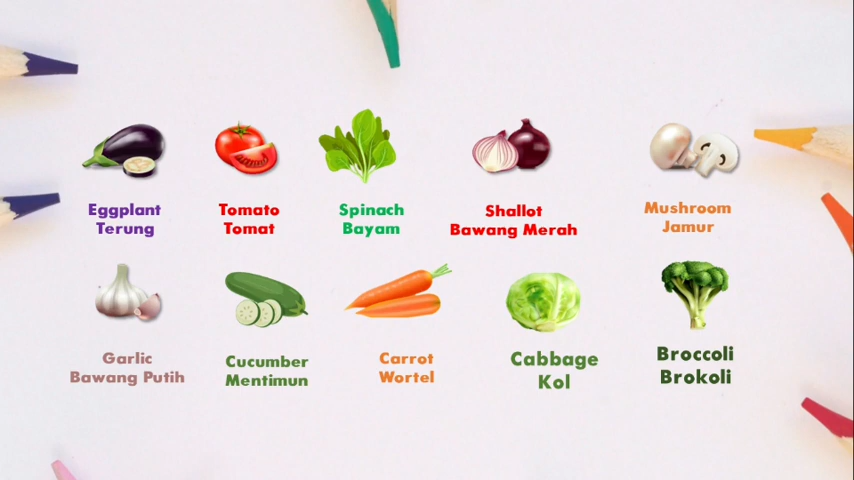 Eggplant
Terung
Tomato
Tomat
Spinach
Bayam
Shallot
Bawang Merah
Mushroom
Jamur
Garlic
Bawang Putih
Cucumber
Mentimun
Carrot
Wortel
Cabbage
Kol
Broccoli
Brokoli